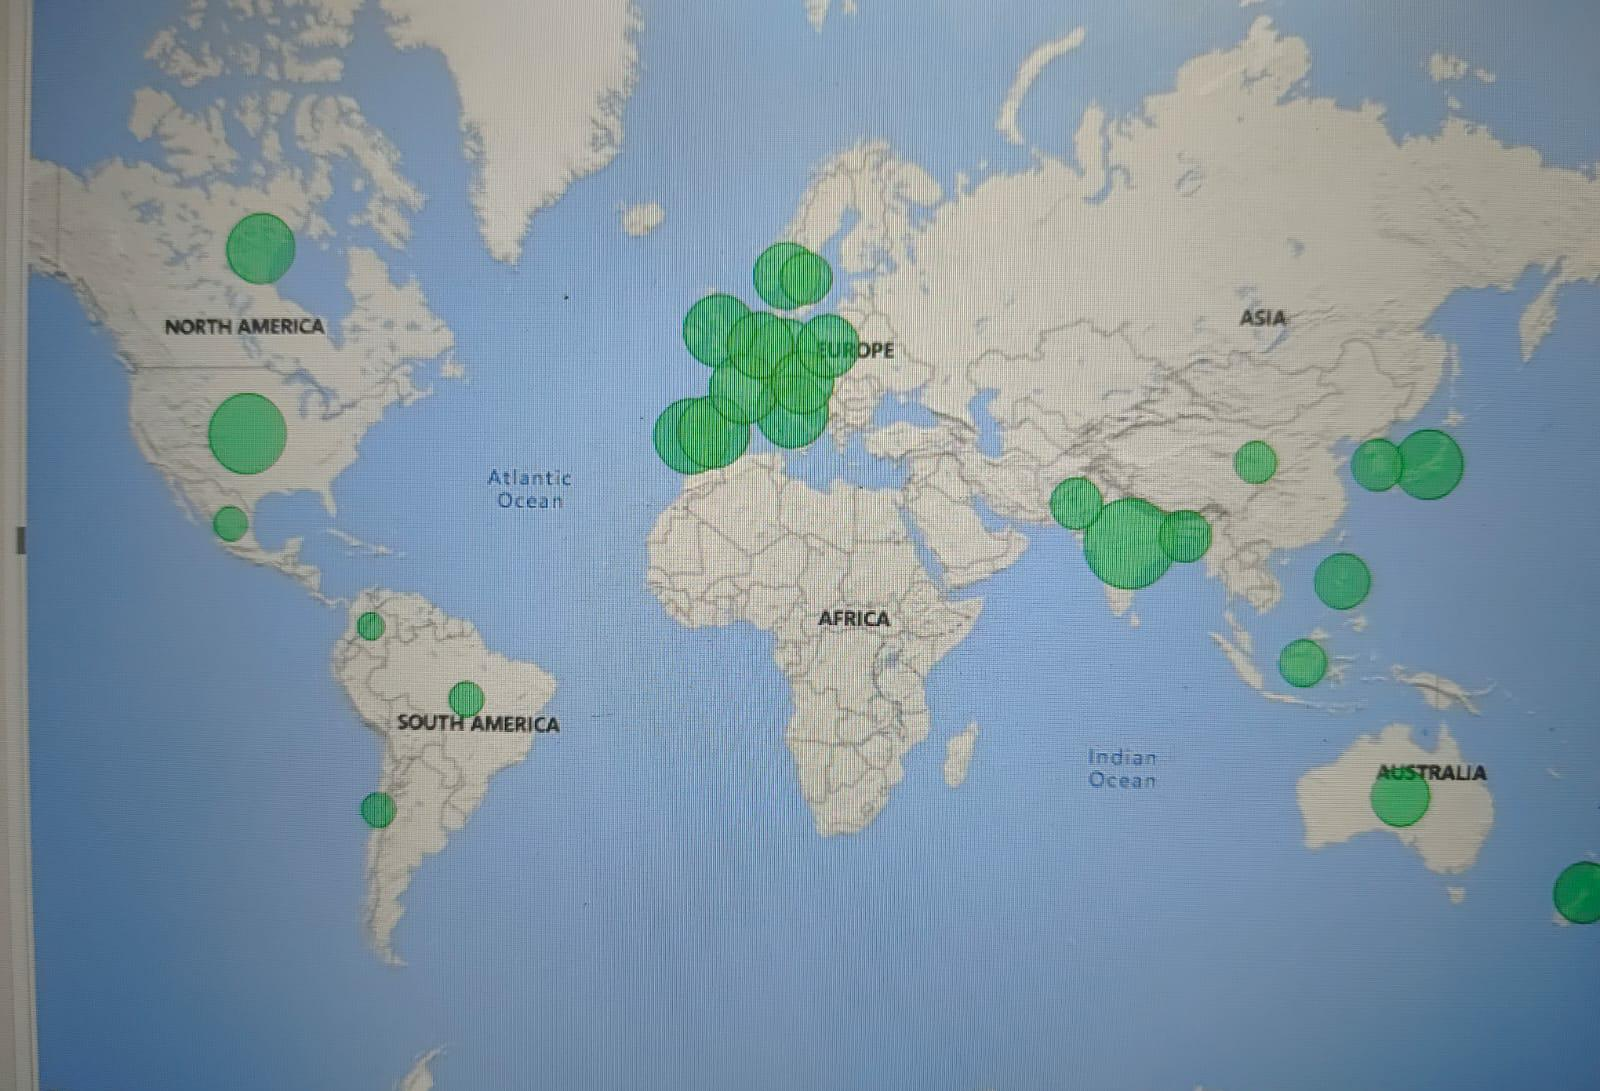 NORTH AMERICA
ASIA
EUROPE
Atlantic
Ocean
AFRICA
SOUTH AMERICA
Indian
Ocean
AUSTRALIA